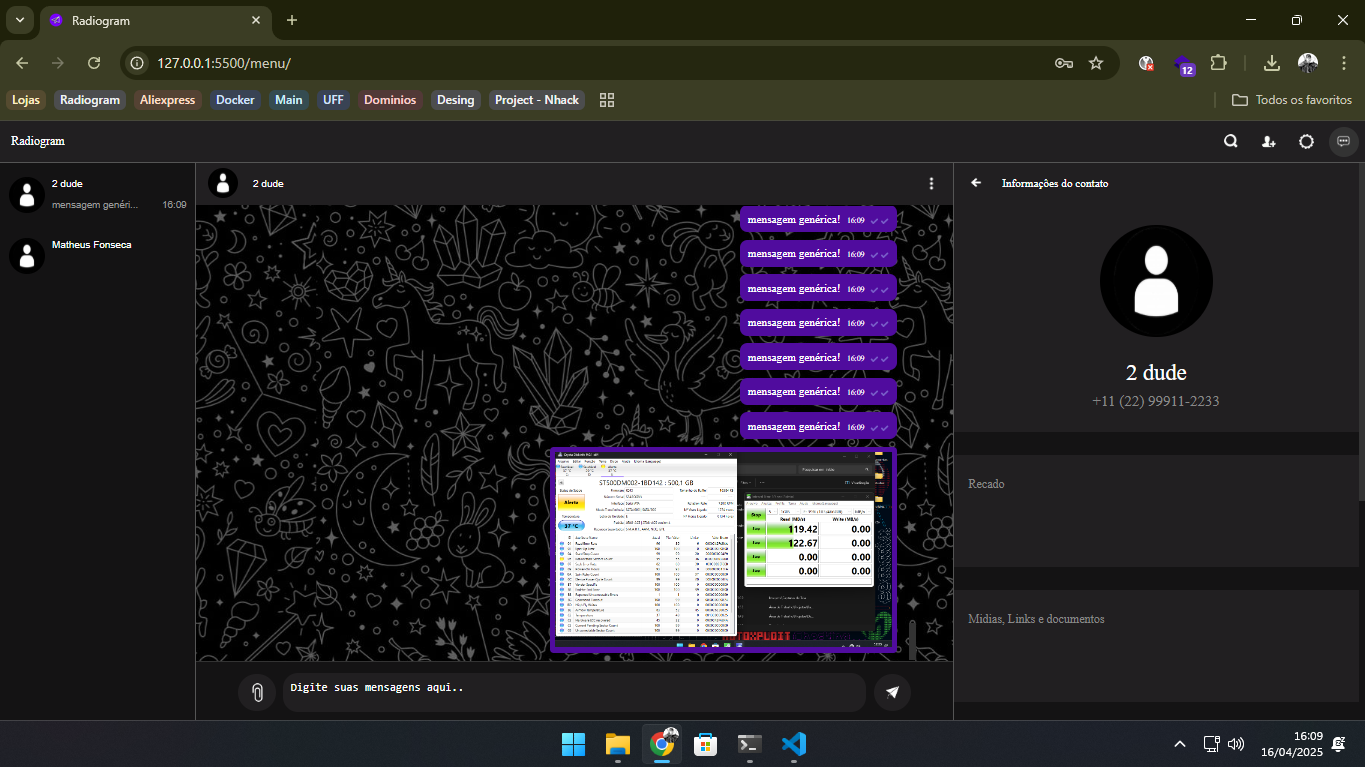 Radiogram
127.0.0.1:5500/menu/
12
Lojas
Radiogram
Aliexpress
Docker
Main
UFF
Dominios
Desing
Project - Nhack
Todos os favoritos
Radiogram
2 dude
mensagem genéri...
16:09
Matheus Fonseca
2 dude
mensagem genérica! 16:09
mensagem genérica! 16:09
mensagem genérica! 16:09
mensagem genérica! 16:09
mensagem genérica! 16:09
mensagem genérica! 16:09
mensagem genérica! 16:09
ST500DM002-1BD142 : 500,1 GB
Alerta
37 °C
Stop
Read (MB/s)
Write (MB/s)
119.42
0.00
122.67
0.00
0.00
0.00
0.00
0.00
Digite suas mensagens aqui..
Informações do contato
2 dude
+11 (22) 99911-2233
Recado
Mídias, Links e documentos
16:09
16/04/2025